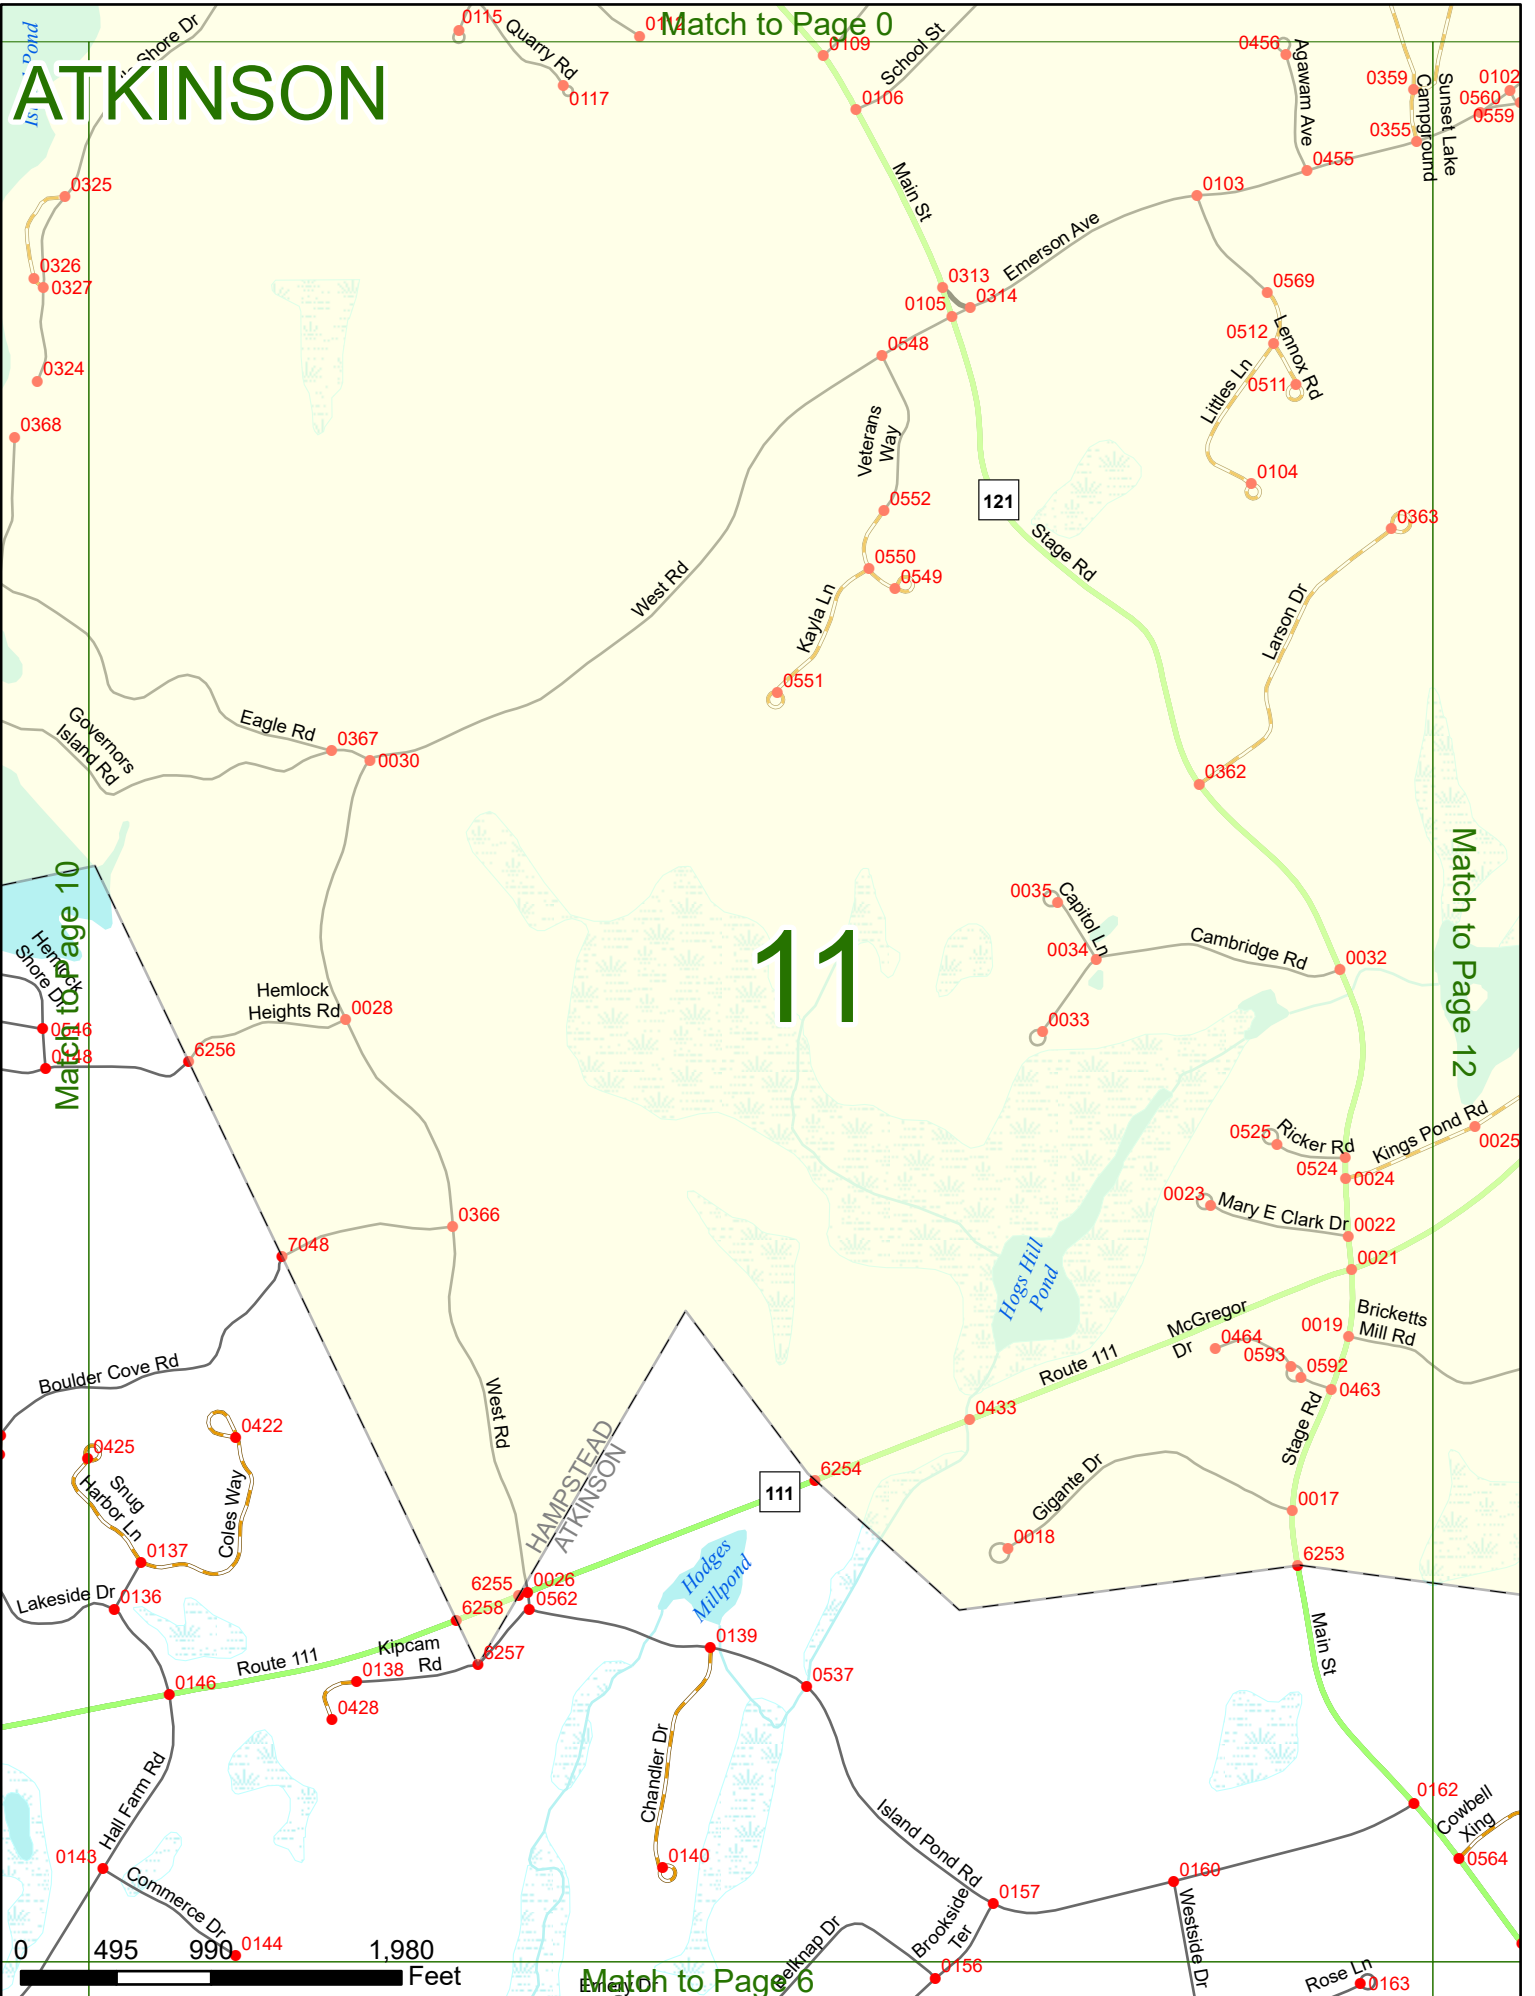 Match to Page 0
ATKINSON
Shore Dr
0115
Quarry Rd
0117
0112
0109
School St
0106
0456
Agawam Ave
0359
0355
Campground
Sunset Lake
0102
0560
0559
0455
0103
0325
Main St
Emerson Ave
0326
0327
0313
0314
0105
0569
0512
Lennox Rd
0548
Littles Ln
0511
0324
0368
Veterans
Way
0104
0552
121
0363
Stage Rd
0550
0549
West Rd
Kayla Ln
Larson Dr
0551
Governors
Island Rd
Eagle Rd
0367
0030
0362
Match to Page 10
Match to Page 12
0035
Capitol Ln
11
0034
Cambridge Rd
0032
Hemlock
Shore Dr
Hemlock
Heights Rd
0028
0033
0546
0148
6256
0525
Ricker Rd
0524
Kings Pond Rd
0025
0024
0023
Mary E Clark Dr
0022
0366
7048
0021
Hogs Hill
Pond
McGregor
Dr
0464
0019
Bricketts
Mill Rd
0593
0592
0463
Boulder Cove Rd
Route 111
West Rd
0433
Stage Rd
0422
0425
Snug
Harbor Ln
Coles Way
HAMPSTEAD
ATKINSON
6254
111
Gigante Dr
0017
0018
0137
6253
Lakeside Dr
0136
6255
0026
0562
6258
Hodges
Millpond
Route 111
Kipcam
Rd
6257
0139
Main St
0138
0146
0428
0537
Chandler Dr
Hall Farm Rd
0162
Cowbell
Xing
Island Pond Rd
0564
0143
0140
0160
Commerce Dr
0157
Brookside
Ter
Westside Dr
0144
0156
Rose Ln
0163
0 495 990 1,980
Feet
Match to Page 6
Emery Dr